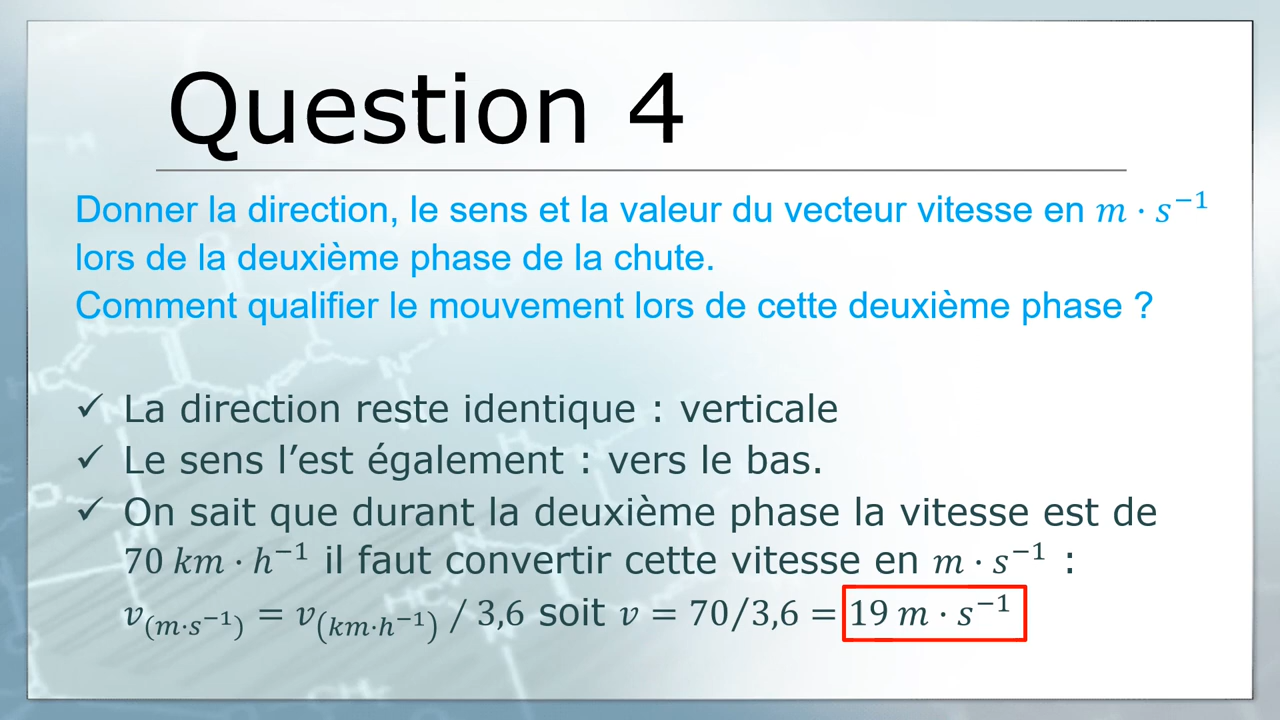 Question 4
Donner la direction, le sens et la valeur du vecteur vitesse en m · s⁻¹
lors de la deuxième phase de la chute.
Comment qualifier le mouvement lors de cette deuxième phase ?
✓ La direction reste identique : verticale
✓ Le sens l’est également : vers le bas.
✓ On sait que durant la deuxième phase la vitesse est de
70 km · h⁻¹ il faut convertir cette vitesse en m · s⁻¹ :
v₍m·s⁻¹₎ = v₍km·h⁻¹₎ / 3,6 soit v = 70/3,6 = 19 m · s⁻¹